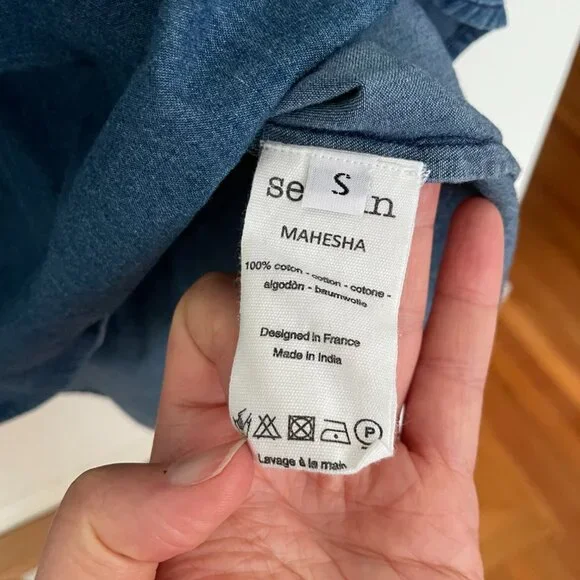 se n
S
MAHESHA
100% coton - cotton - cotone -
algodòn - baumwolle
Designed in France
Made in India
P
Lavage à la main